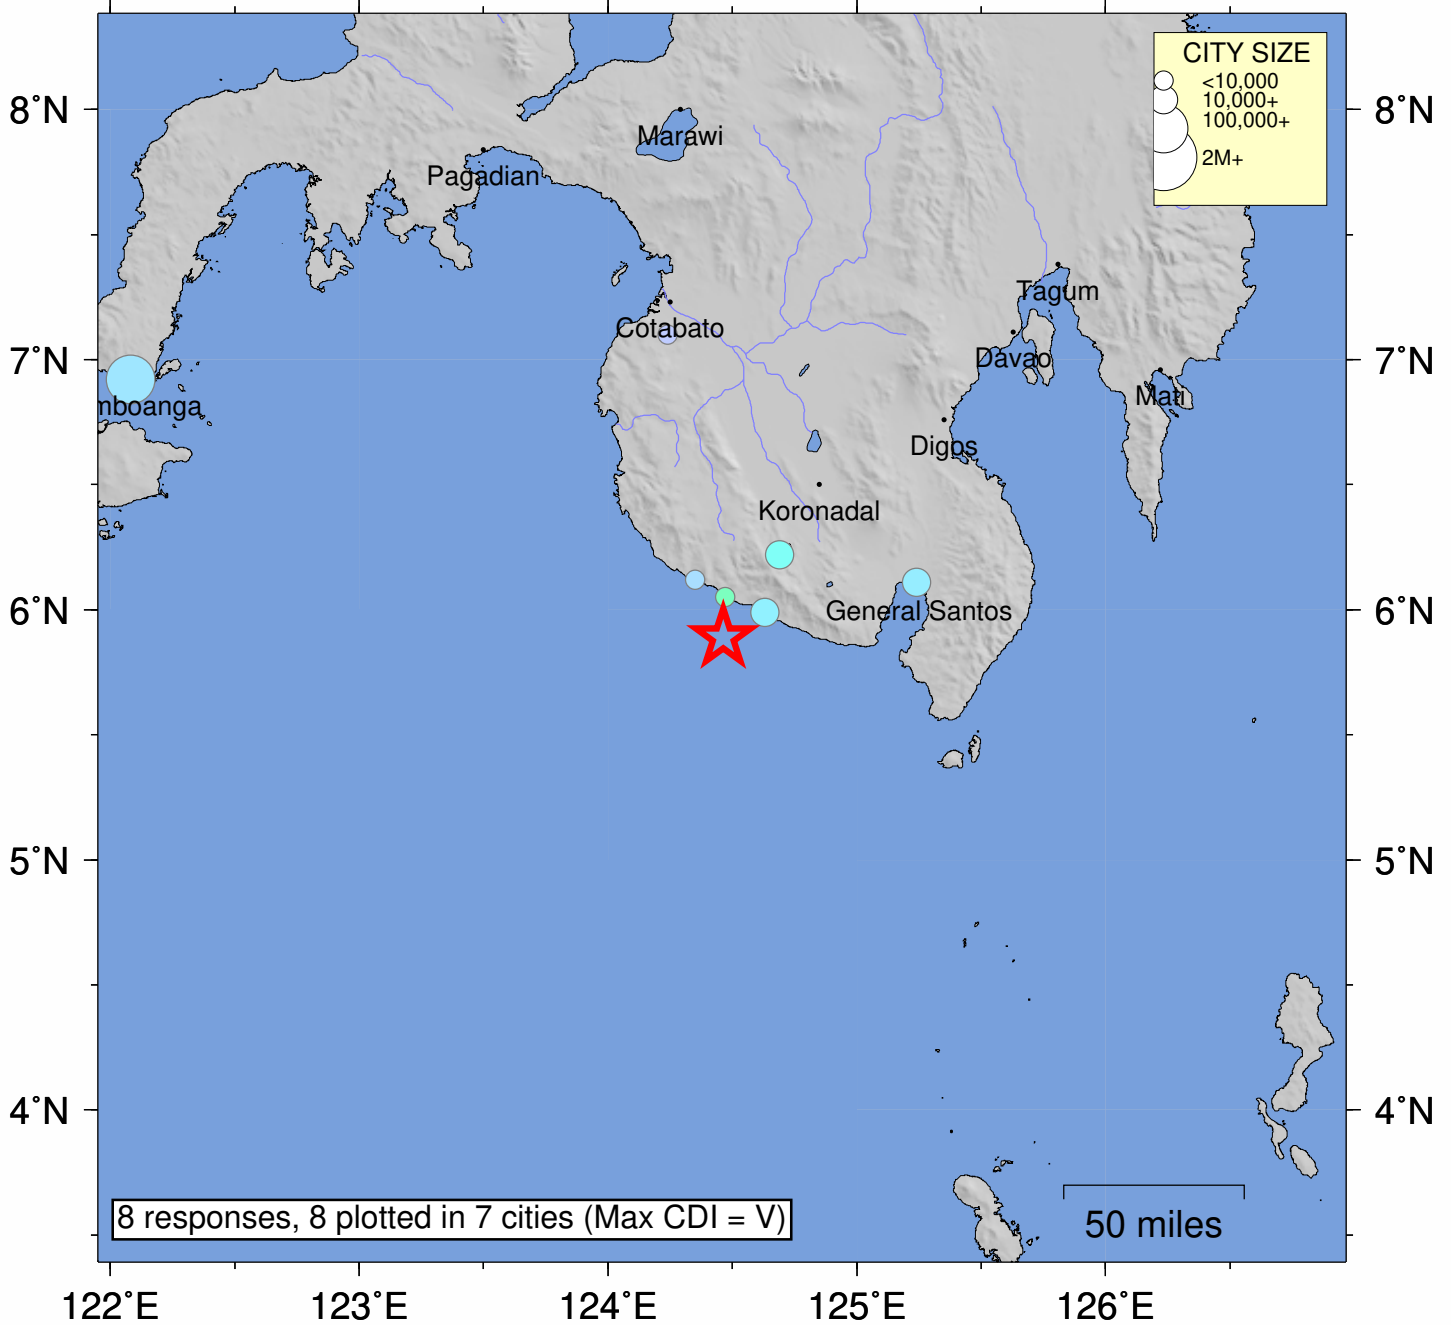 CITY SIZE
<10,000
10,000+
100,000+
2M+
8˚N
8˚N
Marawi
Pagadian
Tagum
Cotabato
7˚N
Davao
7˚N
Mati
mboanga
Digos
Koronadal
6˚N
General Santos
6˚N
5˚N
5˚N
4˚N
4˚N
8 responses, 8 plotted in 7 cities (Max CDI = V)
50 miles
122˚E
123˚E
124˚E
125˚E
126˚E